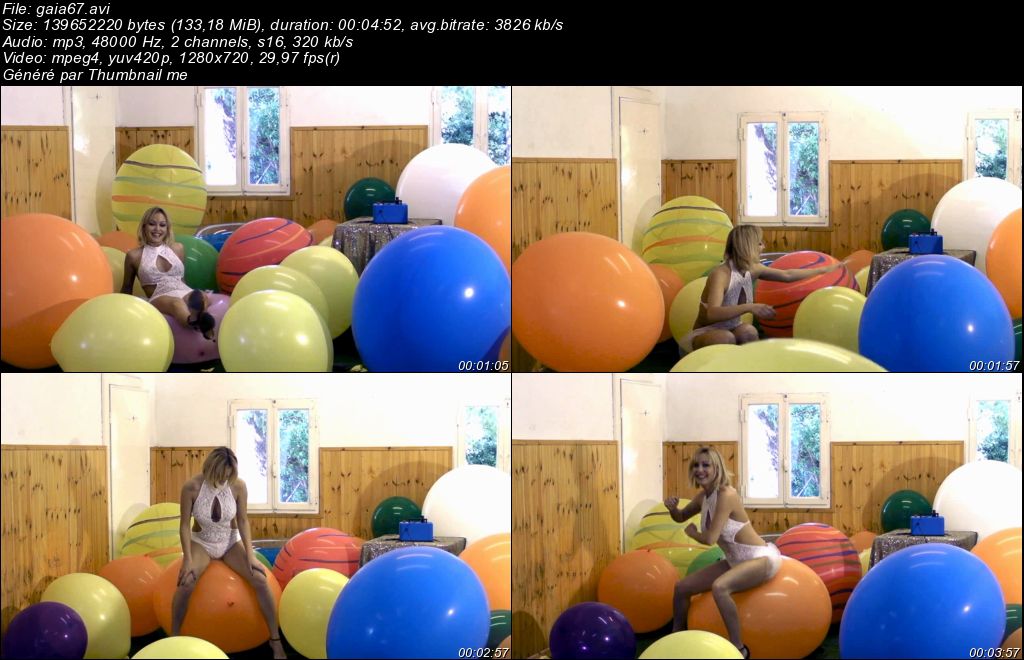 File: gaia67.avi
Size: 139652220 bytes (133,18 MiB), duration: 00:04:52, avg.bitrate: 3826 kb/s
Audio: mp3, 48000 Hz, 2 channels, s16, 320 kb/s
Video: mpeg4, yuv420p, 1280x720, 29,97 fps(r)
Généré par Thumbnail me
00:01:05
00:01:57
00:02:57
00:03:57